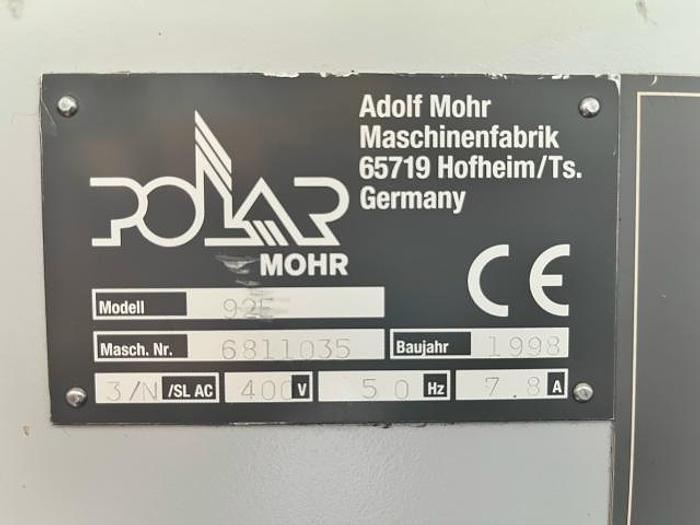 Adolf Mohr
Maschinenfabrik
65719 Hofheim/Ts.
Germany
POLAR
MOHR
CE
Modell 92E
Masch. Nr. 6811035 Baujahr 1998
3/N /SL AC 400 V 50 Hz 7.8 A